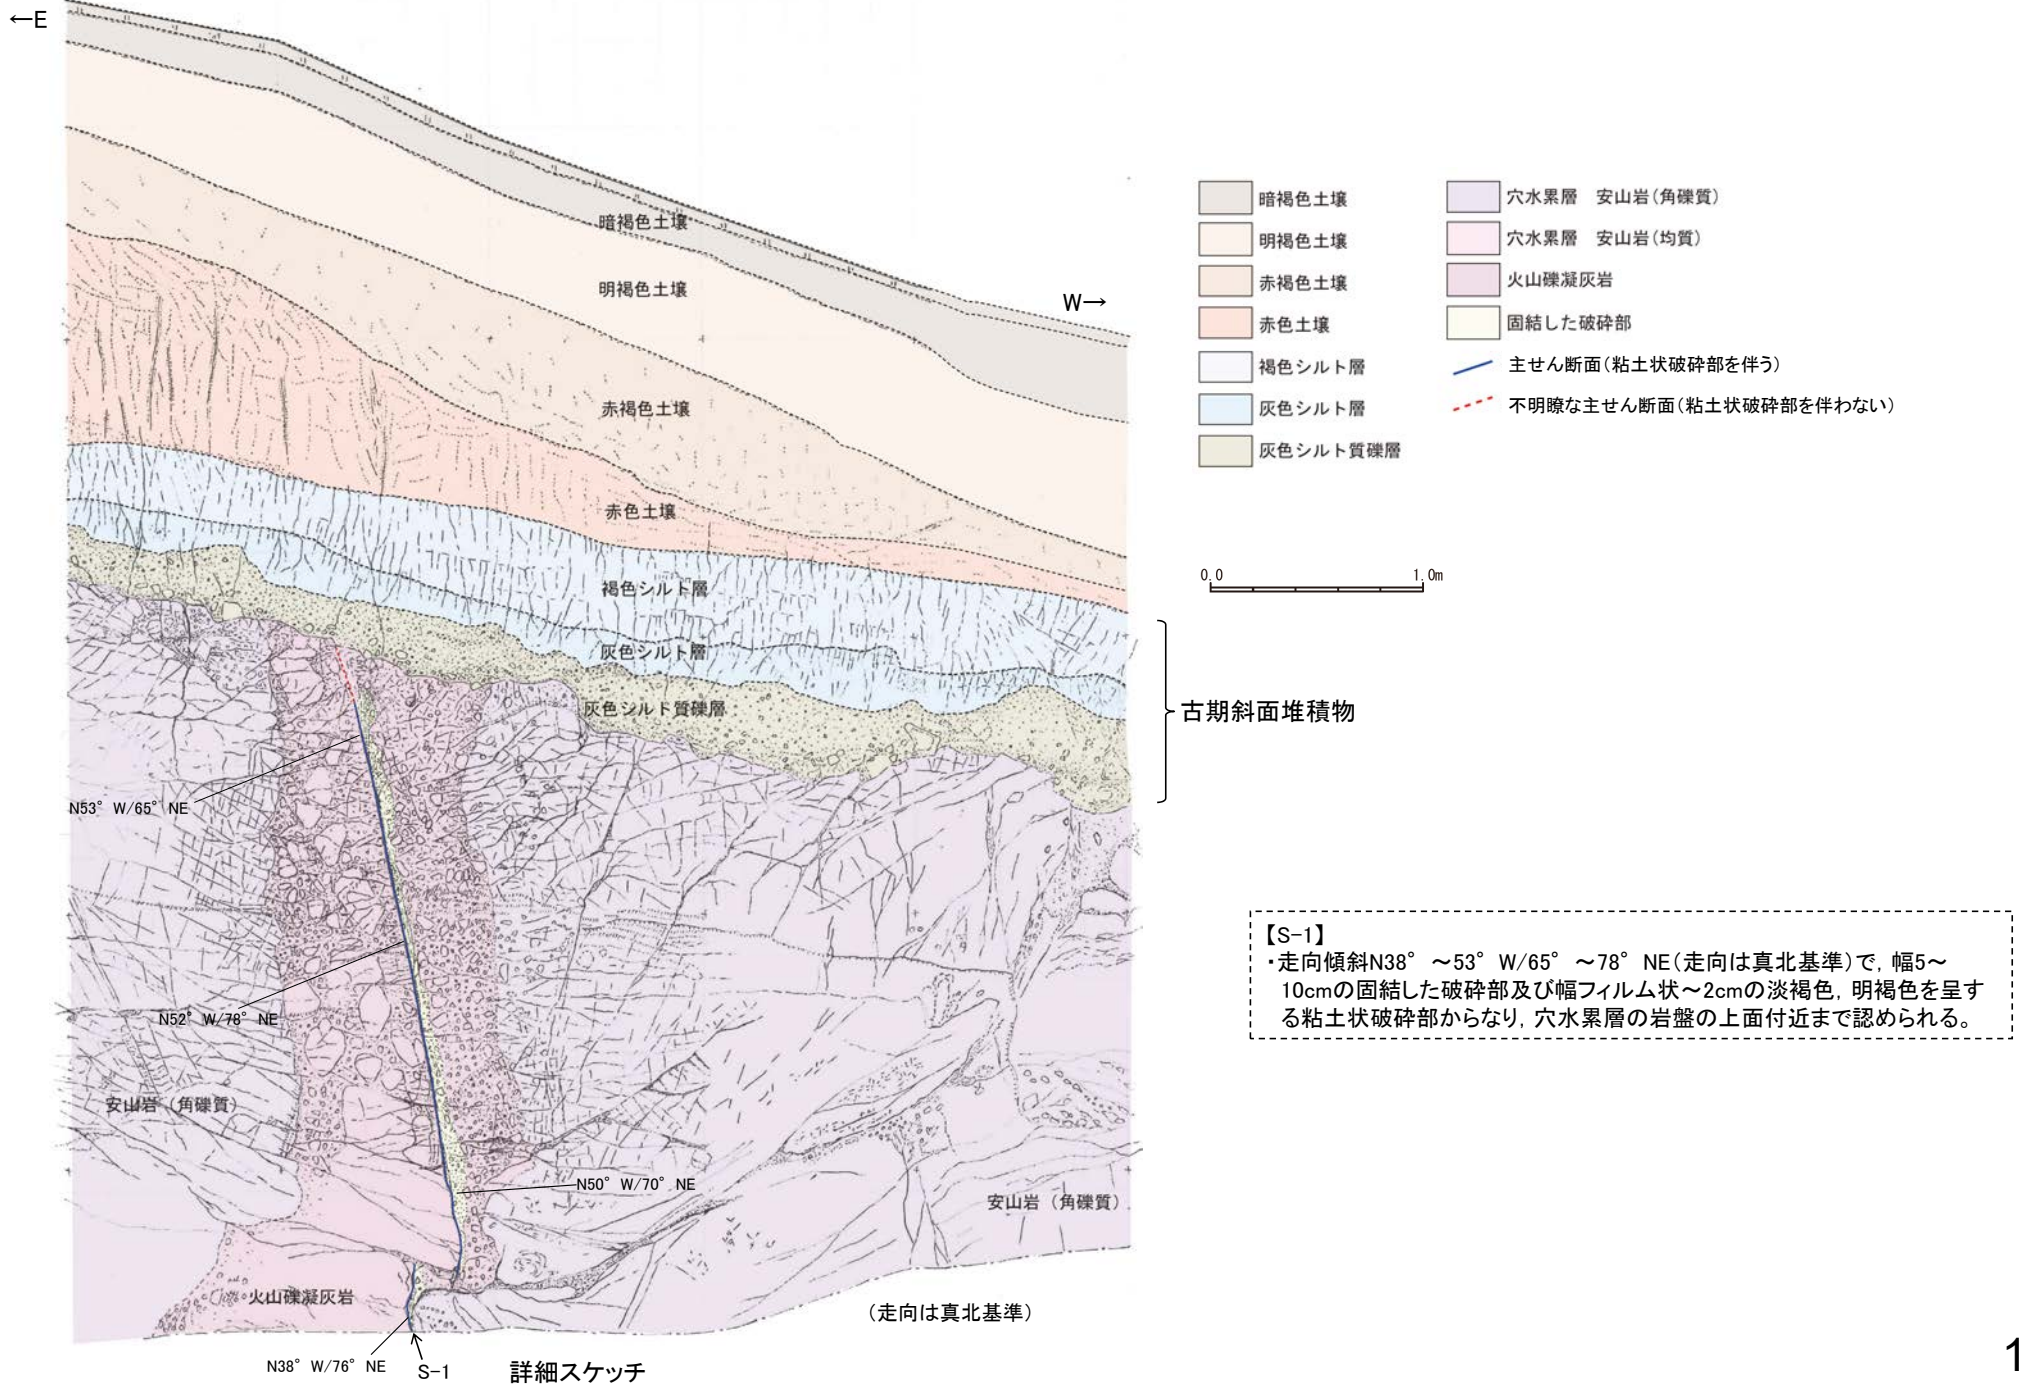 ←E
W→
暗褐色土壌
明褐色土壌
赤褐色土壌
赤色土壌
褐色シルト層
灰色シルト層
灰色シルト質礫層
N53°W/65°NE
N52°W/78°NE
安山岩（角礫質）
N50°W/70°NE
安山岩（角礫質）
火山礫凝灰岩
（走向は真北基準）
N38°W/76°NE
S-1
詳細スケッチ
暗褐色土壌
明褐色土壌
赤褐色土壌
赤色土壌
褐色シルト層
灰色シルト層
灰色シルト質礫層
穴水累層　安山岩（角礫質）
穴水累層　安山岩（均質）
火山礫凝灰岩
固結した破砕部
主せん断面（粘土状破砕部を伴う）
不明瞭な主せん断面（粘土状破砕部を伴わない）
0.0 1.0m
古期斜面堆積物
【S-1】
・走向傾斜N38°～53°W/65°～78°NE（走向は真北基準）で，幅5～
10cmの固結した破砕部及び幅フィルム状～2cmの淡褐色，明褐色を呈す
る粘土状破砕部からなり，穴水累層の岩盤の上面付近まで認められる。
1